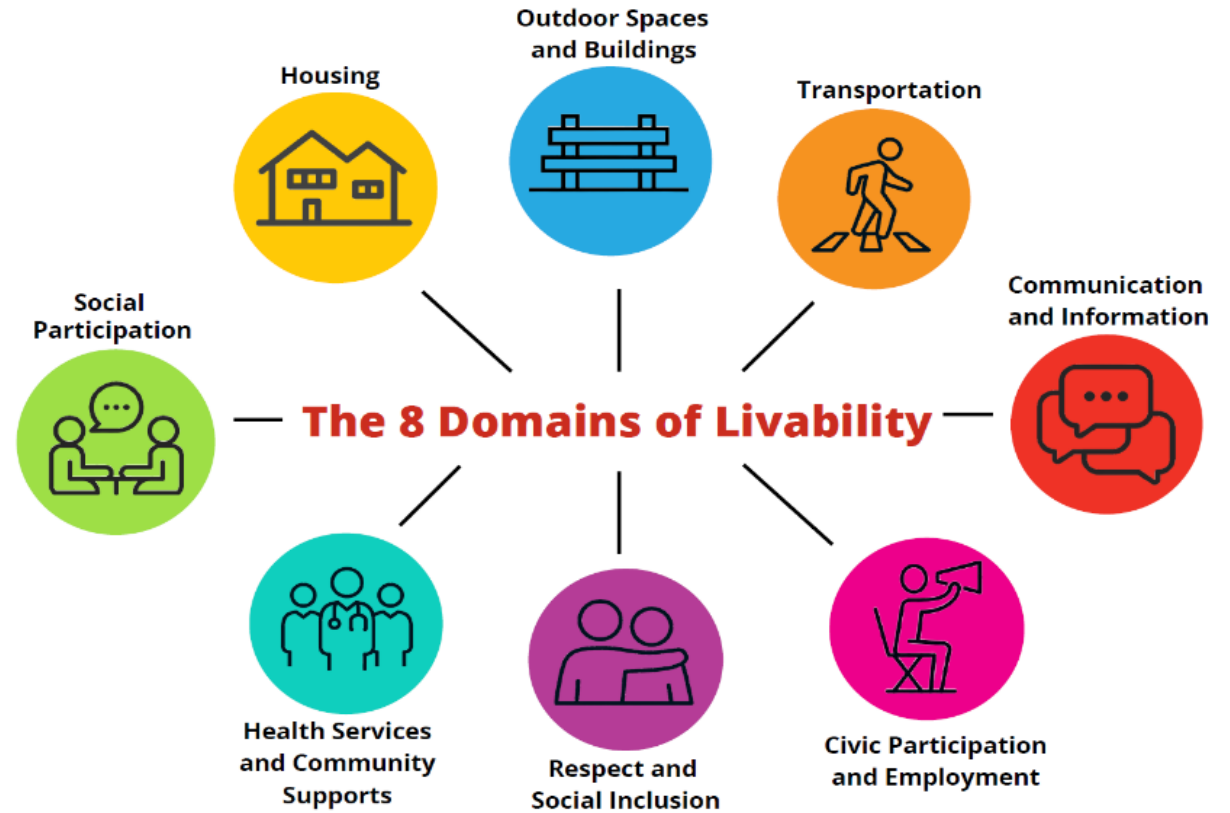 Outdoor Spaces
and Buildings
Housing
Transportation
Communication
and Information
Social
Participation
The 8 Domains of Livability
Health Services
and Community
Supports
Respect and
Social Inclusion
Civic Participation
and Employment